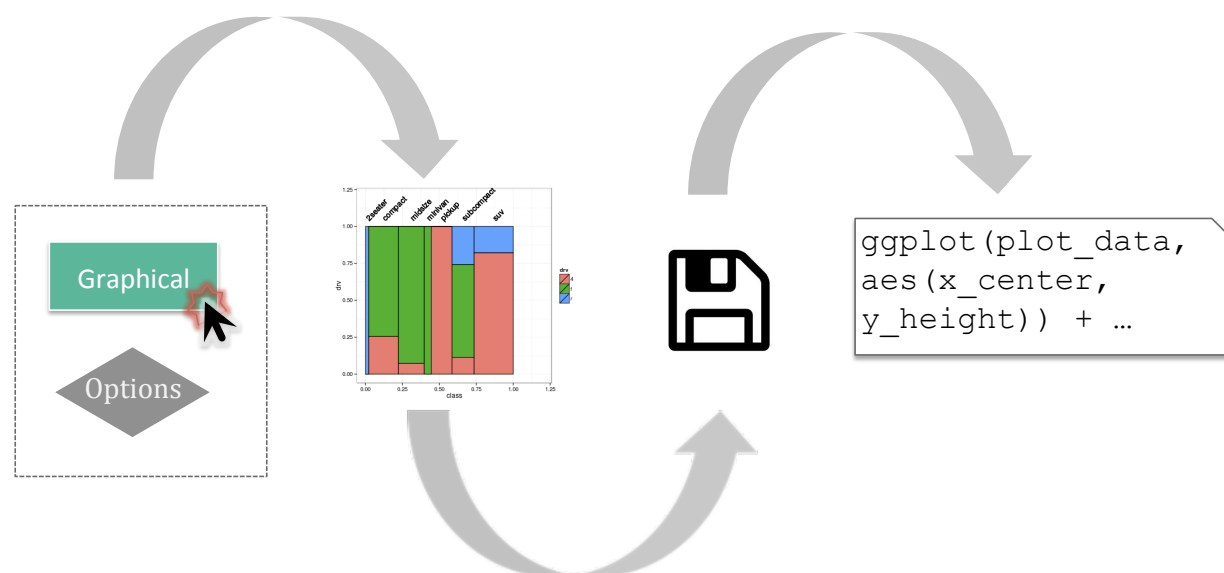 Graphical
Options
2seater
compact
midsize
minivan
pickup
subcompact
suv
1.25
1.00
0.75
0.50
0.25
0.00
drv
0.00 0.25 0.50 0.75 1.00 1.25
class
drv
4
ggplot(plot_data,
aes(x_center,
y_height)) + …